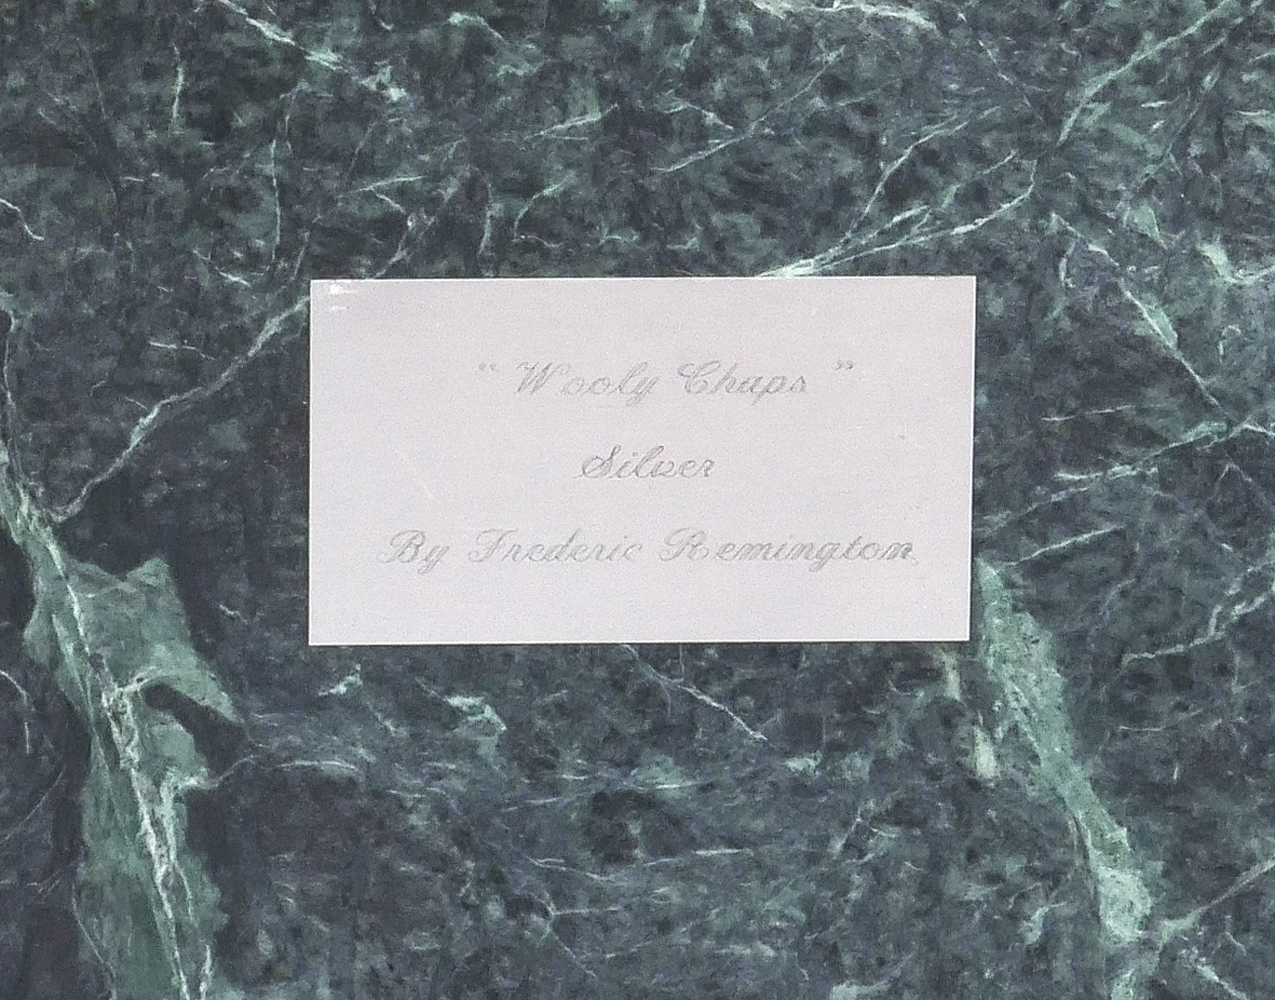 " Wooly Chaps "
Silver
By Frederic Remington